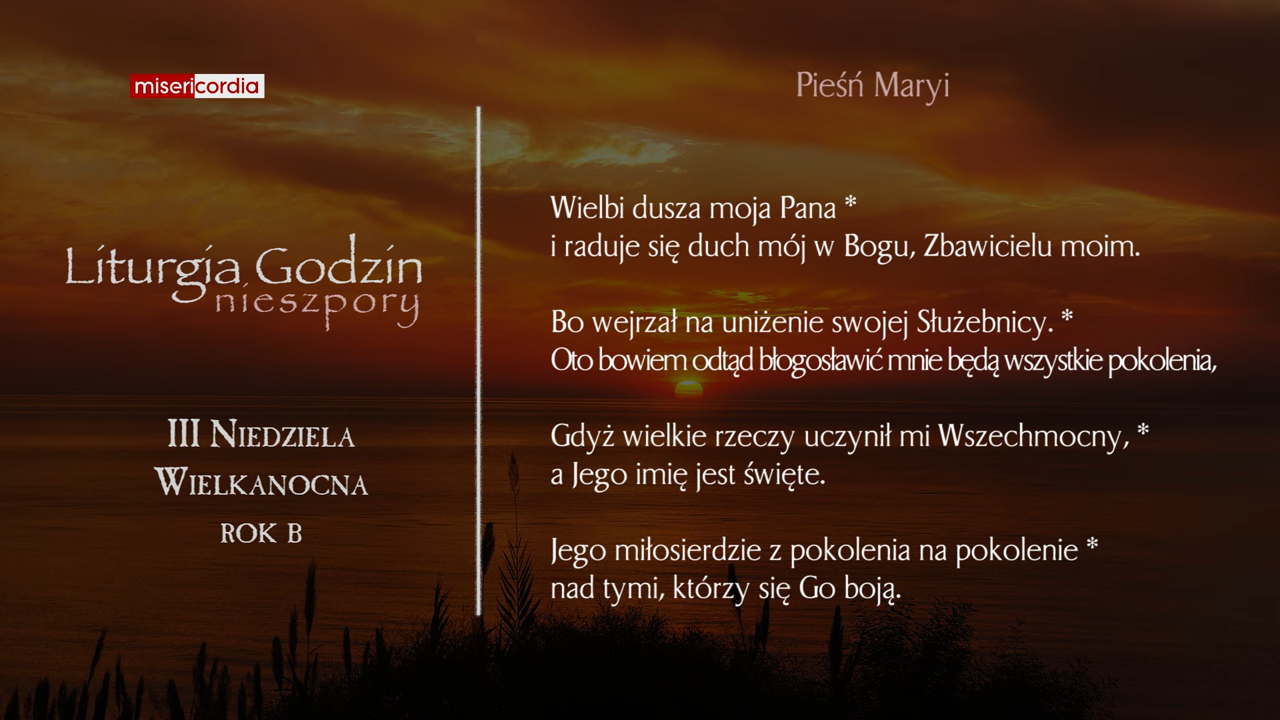 misericordia
Liturgia Godzin
nieszpory
III Niedziela
Wielkanocna
rok B
Pieśń Maryi
Wielbi dusza moja Pana *
i raduje się duch mój w Bogu, Zbawicielu moim.
Bo wejrzał na uniżenie swojej Służebnicy. *
Oto bowiem odtąd błogosławić mnie będą wszystkie pokolenia,
Gdyż wielkie rzeczy uczynił mi Wszechmocny, *
a Jego imię jest święte.
Jego miłosierdzie z pokolenia na pokolenie *
nad tymi, którzy się Go boją.